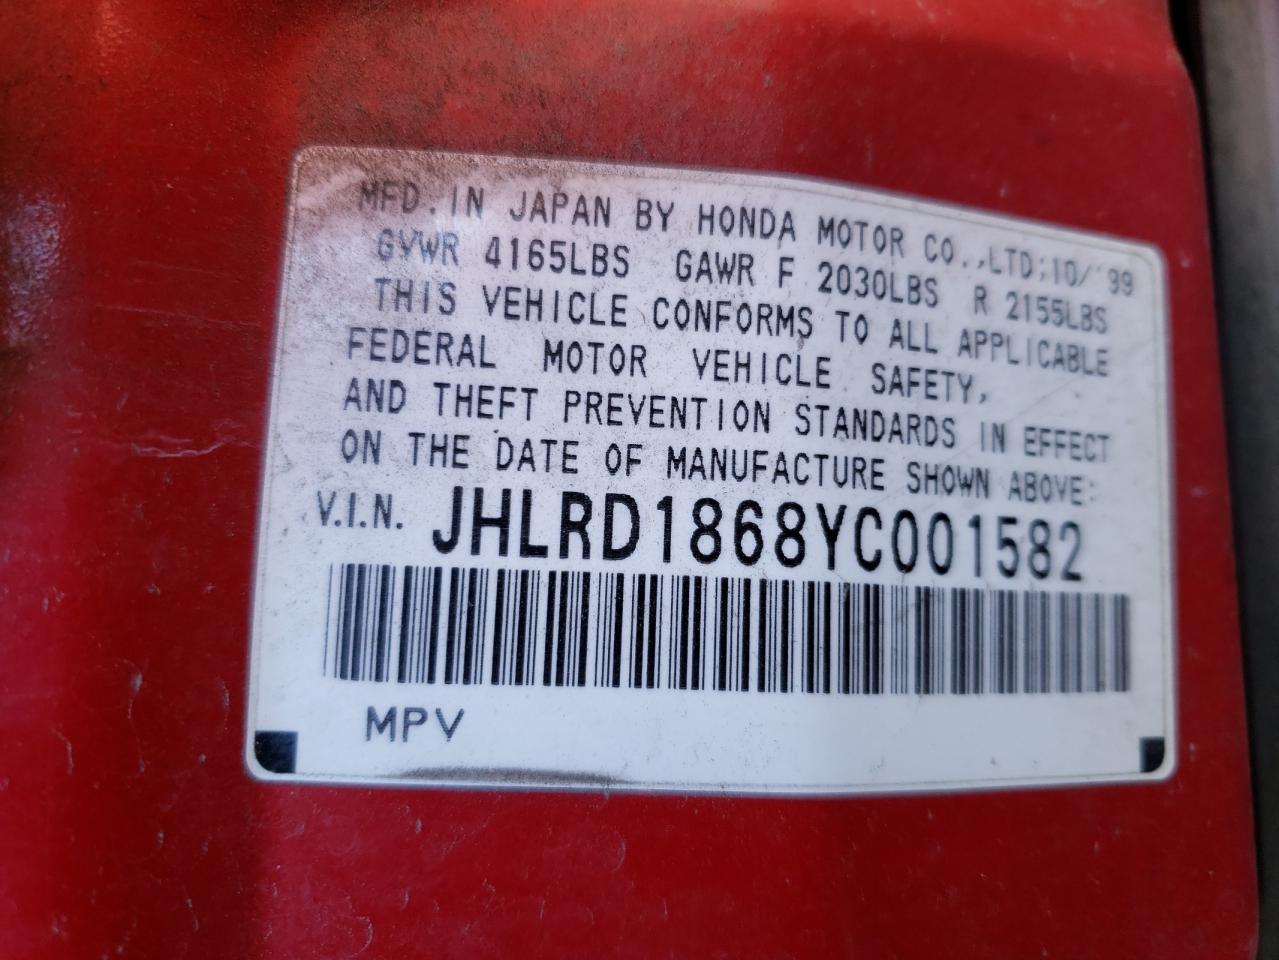 MFD. IN JAPAN BY HONDA MOTOR CO.,LTD;10/'99
GVWR 4165LBS GAWR F 2030LBS R 2155LBS
THIS VEHICLE CONFORMS TO ALL APPLICABLE
FEDERAL MOTOR VEHICLE SAFETY,
AND THEFT PREVENTION STANDARDS IN EFFECT
ON THE DATE OF MANUFACTURE SHOWN ABOVE:
V.I.N. JHLRD1868YC001582
MPV